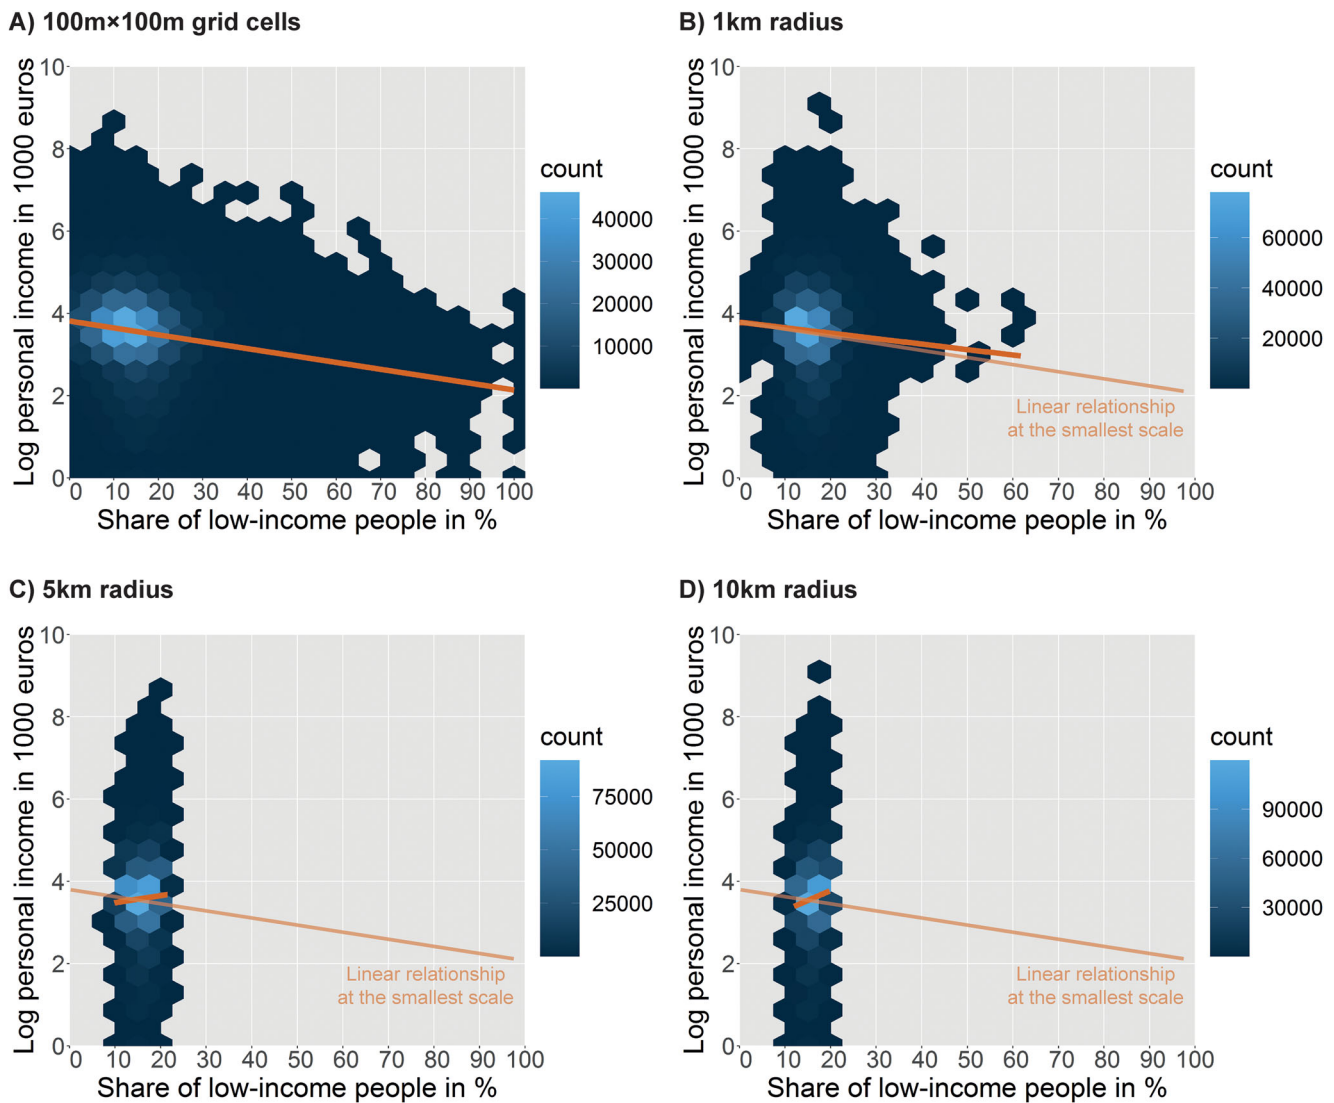 A) 100m×100m grid cells
Log personal income in 1000 euros
10
8
6
4
2
0
0 10 20 30 40 50 60 70 80 90 100
Share of low-income people in %
count
40000
30000
20000
10000
B) 1km radius
Log personal income in 1000 euros
10
8
6
4
2
0
Linear relationship
at the smallest scale
0 10 20 30 40 50 60 70 80 90 100
Share of low-income people in %
count
60000
40000
20000
C) 5km radius
Log personal income in 1000 euros
10
8
6
4
2
0
Linear relationship
at the smallest scale
0 10 20 30 40 50 60 70 80 90 100
Share of low-income people in %
count
75000
50000
25000
D) 10km radius
Log personal income in 1000 euros
10
8
6
4
2
0
Linear relationship
at the smallest scale
0 10 20 30 40 50 60 70 80 90 100
Share of low-income people in %
count
90000
60000
30000